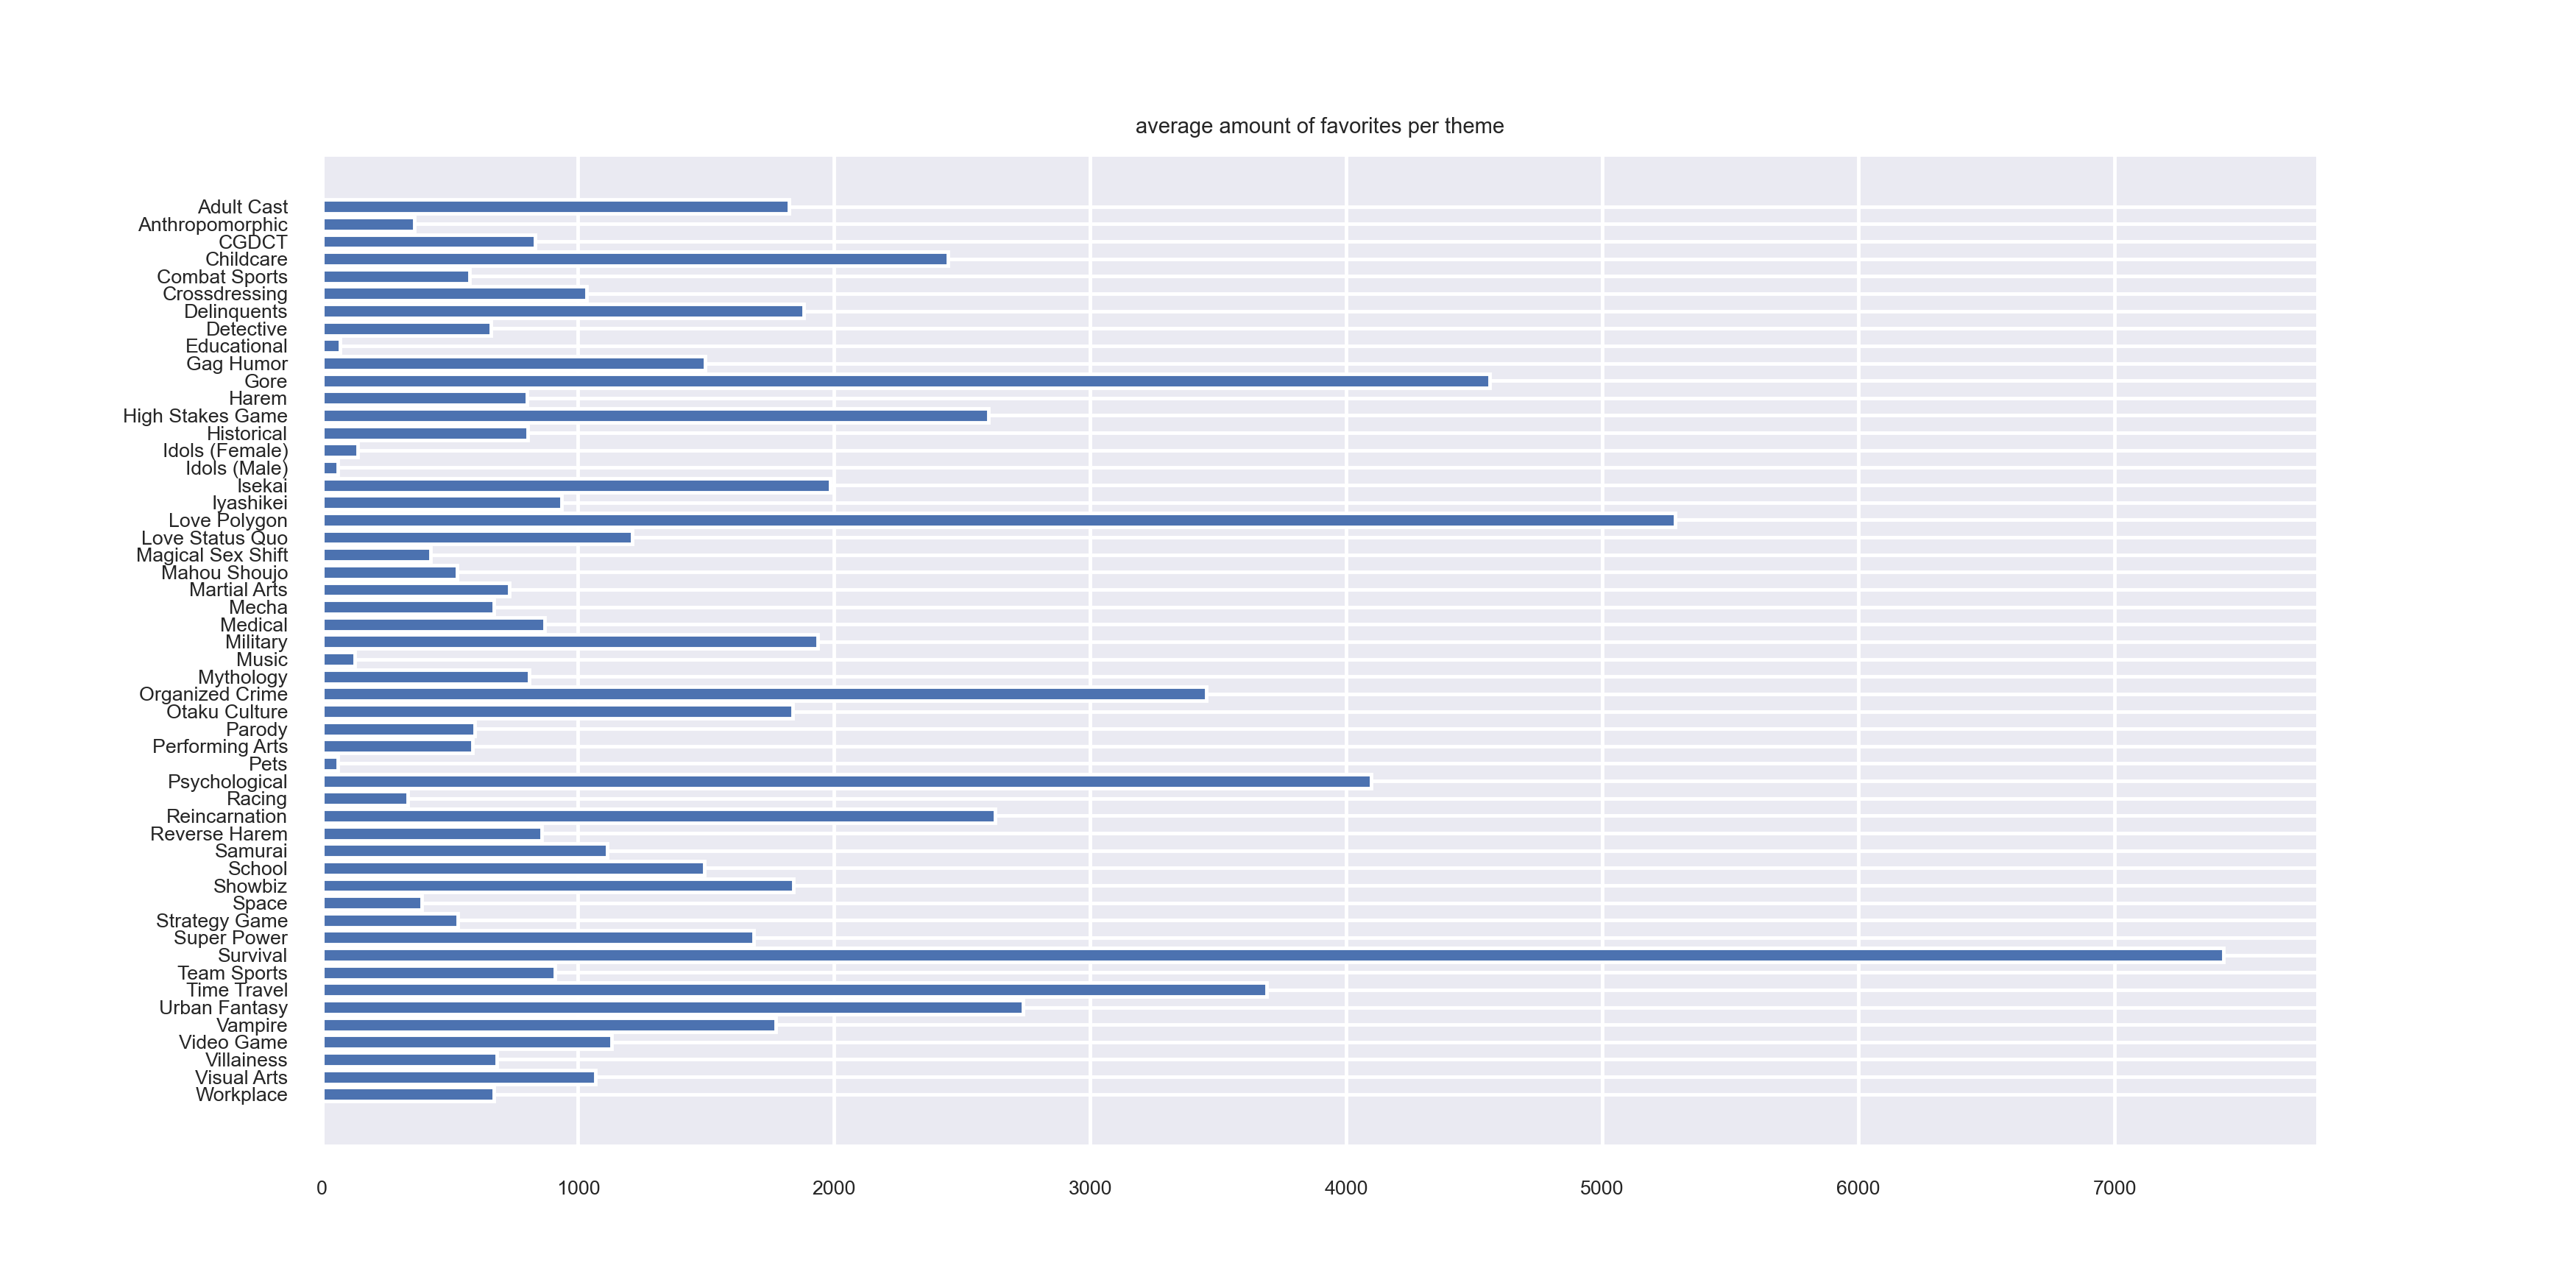 average amount of favorites per theme
Adult Cast
Anthropomorphic
CGDCT
Childcare
Combat Sports
Crossdressing
Delinquents
Detective
Educational
Gag Humor
Gore
Harem
High Stakes Game
Historical
Idols (Female)
Idols (Male)
Isekai
Iyashikei
Love Polygon
Love Status Quo
Magical Sex Shift
Mahou Shoujo
Martial Arts
Mecha
Medical
Military
Music
Mythology
Organized Crime
Otaku Culture
Parody
Performing Arts
Pets
Psychological
Racing
Reincarnation
Reverse Harem
Samurai
School
Showbiz
Space
Strategy Game
Super Power
Survival
Team Sports
Time Travel
Urban Fantasy
Vampire
Video Game
Villainess
Visual Arts
Workplace
0 1000 2000 3000 4000 5000 6000 7000